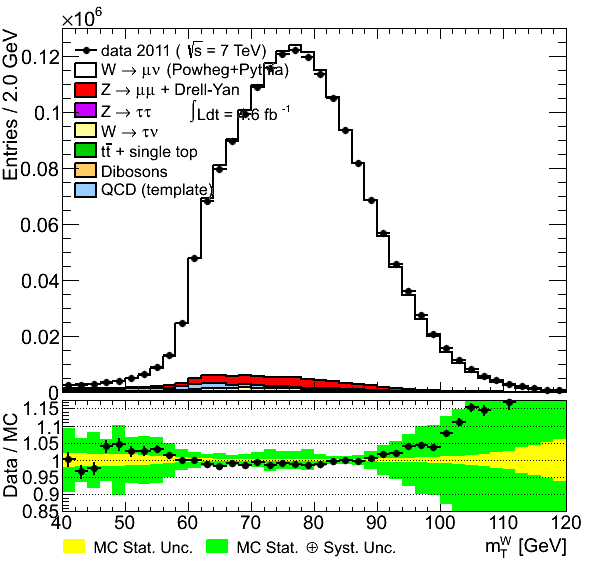 ×10⁶
Entries / 2.0 GeV
0.12
0.1
0.08
0.06
0.04
0.02
0
data 2011 ( √s = 7 TeV)
W → μν (Powheg+Pythia)
Z → μμ + Drell-Yan
Z → ττ
∫Ldt = 4.6 fb⁻¹
W → τν
tt̄ + single top
Dibosons
QCD (template)
Data / MC
1.15
1.1
1.05
1
0.95
0.9
0.85
40 50 60 70 80 90 100 110 120
m_T^W [GeV]
MC Stat. Unc. MC Stat. ⊕ Syst. Unc.